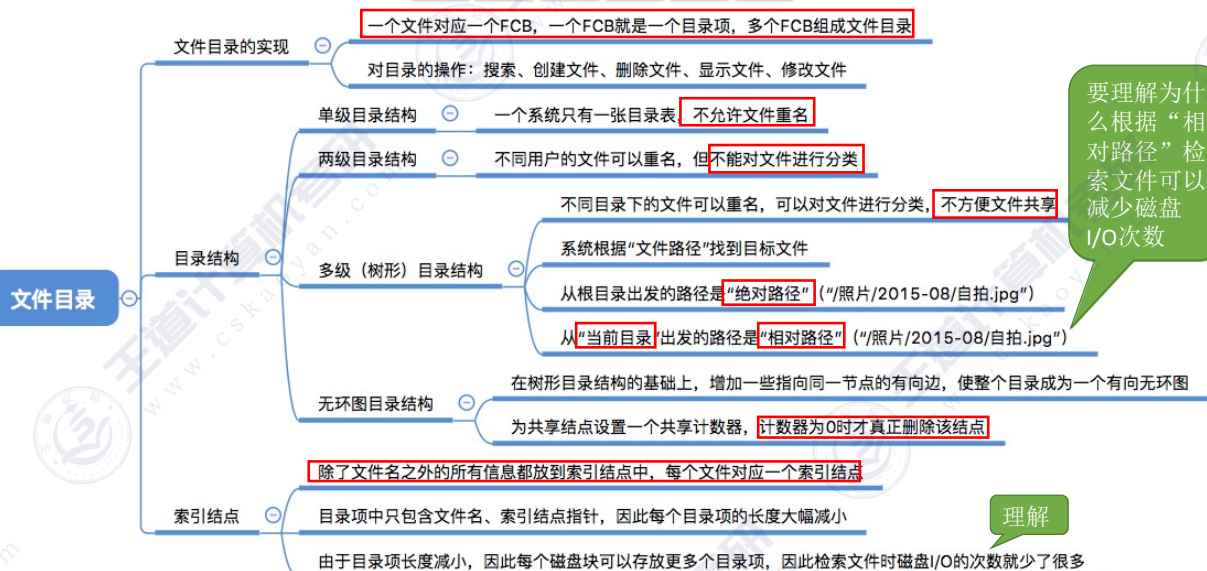 一个文件对应一个FCB，一个FCB就是一个目录项，多个FCB组成文件目录
文件目录的实现
对目录的操作：搜索、创建文件、删除文件、显示文件、修改文件
单级目录结构
一个系统只有一张目录表，不允许文件重名
两级目录结构
不同用户的文件可以重名，但不能对文件进行分类
不同目录下的文件可以重名，可以对文件进行分类，不方便文件共享
系统根据“文件路径”找到目标文件
目录结构
多级（树形）目录结构
从根目录出发的路径是“绝对路径”（“/照片/2015-08/自拍.jpg”）
文件目录
从“当前目录”出发的路径是“相对路径”（“/照片/2015-08/自拍.jpg”）
要理解为什
么根据“相
对路径”检
索文件可以
减少磁盘
I/O次数
在树形目录结构的基础上，增加一些指向同一节点的有向边，使整个目录成为一个有向无环图
无环图目录结构
为共享结点设置一个共享计数器，计数器为0时才真正删除该结点
除了文件名之外的所有信息都放到索引结点中，每个文件对应一个索引结点
索引结点
目录项中只包含文件名、索引结点指针，因此每个目录项的长度大幅减小
理解
由于目录项长度减小，因此每个磁盘块可以存放更多个目录项，因此检索文件时磁盘I/O的次数就少了很多
王道计算机考研
www.cskaoyan.com